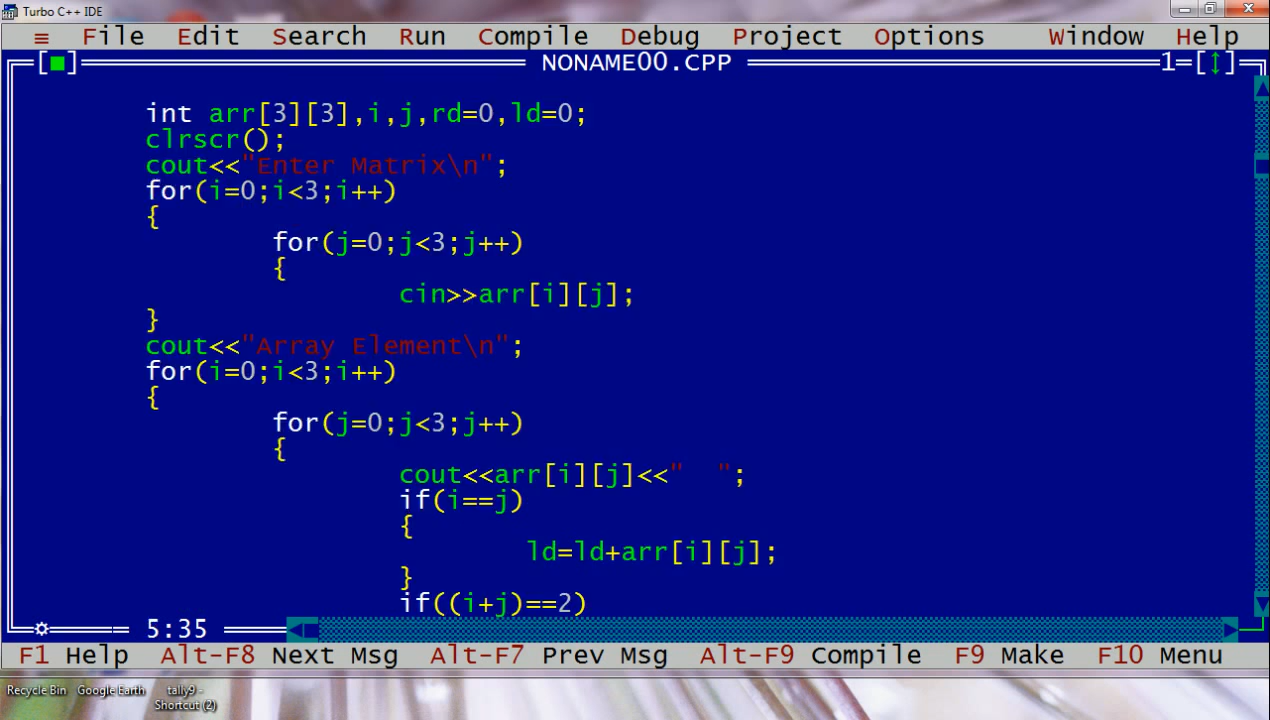 Turbo C++ IDE
≡ File Edit Search Run Compile Debug Project Options Window Help
[■] NONAME00.CPP 1=[↕]
int arr[3][3],i,j,rd=0,ld=0;
clrscr();
cout<<"Enter Matrix\n";
for(i=0;i<3;i++)
{
for(j=0;j<3;j++)
{
cin>>arr[i][j];
}
cout<<"Array Element\n";
for(i=0;i<3;i++)
{
for(j=0;j<3;j++)
{
cout<<arr[i][j]<<"  ";
if(i==j)
{
ld=ld+arr[i][j];
}
if((i+j)==2)
5:35
F1 Help Alt-F8 Next Msg Alt-F7 Prev Msg Alt-F9 Compile F9 Make F10 Menu
Recycle Bin Google Earth tally9 -
Shortcut (2)